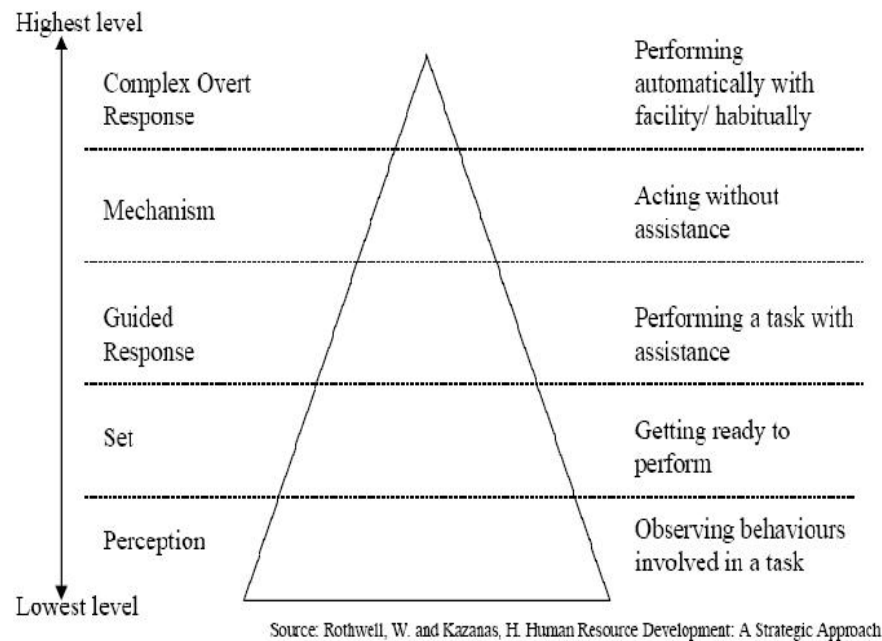 Highest level
Complex Overt
Response
Performing
automatically with
facility/ habitually
Mechanism
Acting without
assistance
Guided
Response
Performing a task with
assistance
Set
Getting ready to
perform
Perception
Observing behaviours
involved in a task
Lowest level
Source: Rothwell, W. and Kazanas, H. Human Resource Development: A Strategic Approach